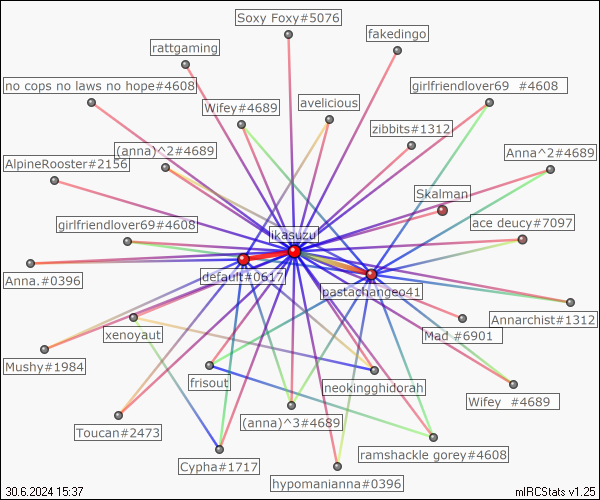 Soxy Foxy#5076
fakedingo
rattgaming
no cops no laws no hope#4608
girlfriendlover69 #4608
Wifey#4689
avelicious
zibbits#1312
(anna)^2#4689
Anna^2#4689
AlpineRooster#2156
Skalman
girlfriendlover69#4608
ace deucy#7097
ikasuzu
default#0617
Anna.#0396
pastachangeo41
Annarchist#1312
xenoyaut
Mad #6901
Mushy#1984
frisout
neokingghidorah
Wifey #4689
(anna)^3#4689
Toucan#2473
ramshackle gorey#4608
Cypha#1717
hypomanianna#0396
30.6.2024 15:37
mIRCStats v1.25